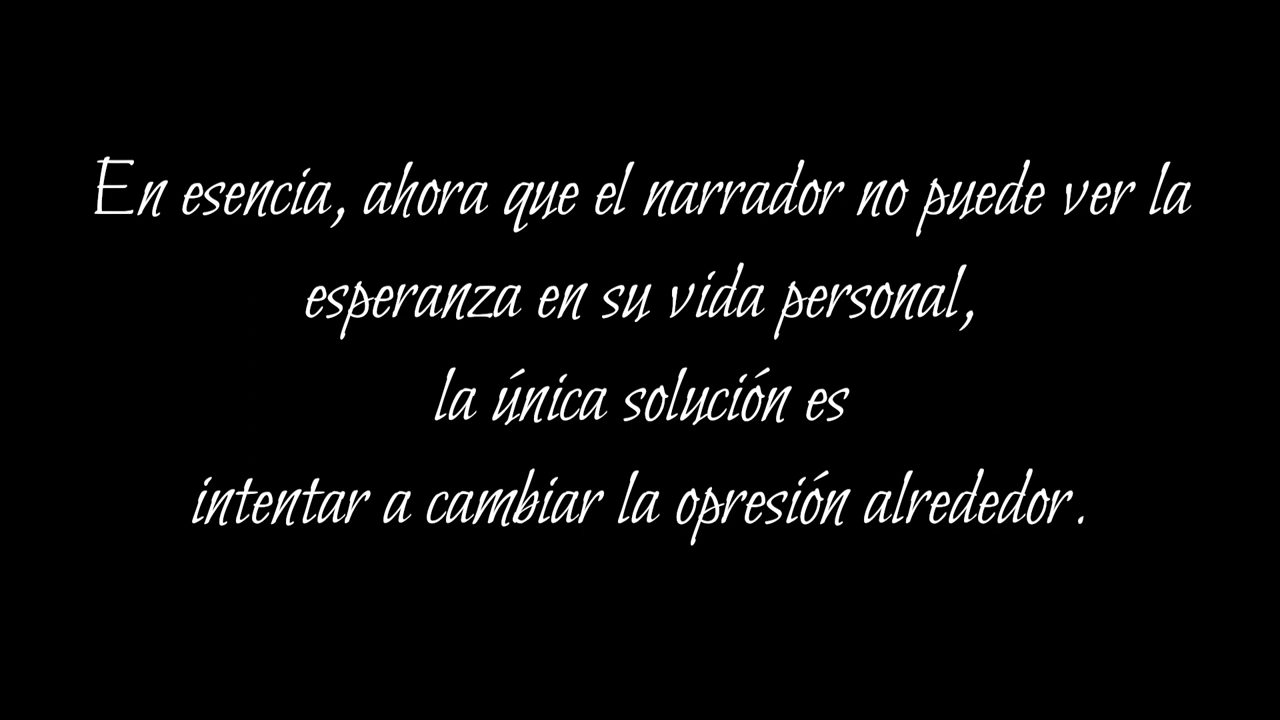 En esencia, ahora que el narrador no puede ver la
esperanza en su vida personal,
la única solución es
intentar a cambiar la opresión alrededor.